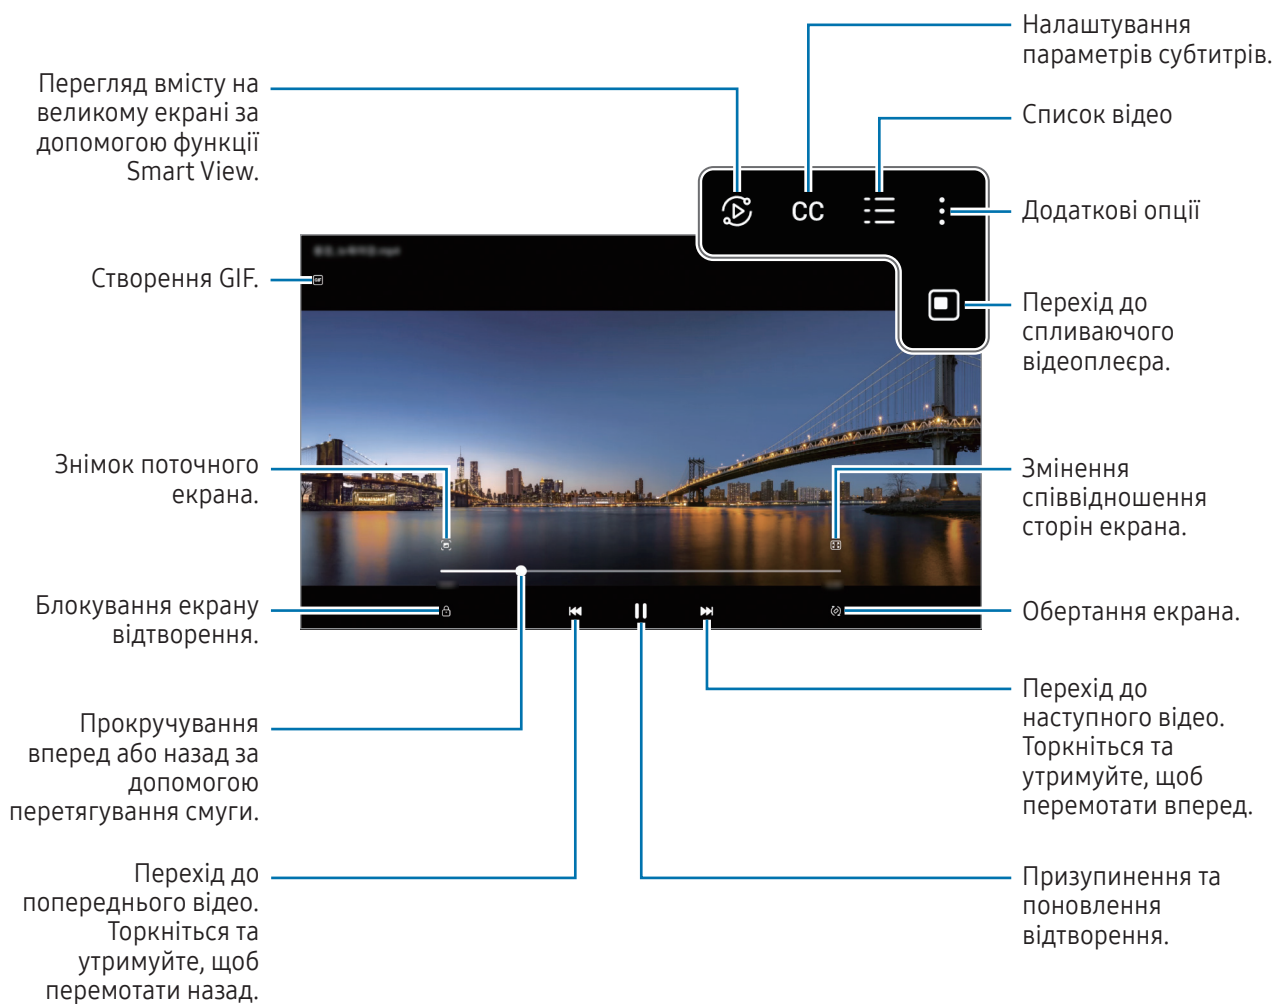 Налаштування
параметрів субтитрів.
Перегляд вмісту на
великому екрані за
допомогою функції
Smart View.
Список відео
CC
Додаткові опції
Створення GIF.
GIF
Перехід до
спливаючого
відеоплеєра.
Знімок поточного
екрана.
Змінення
співвідношення
сторін екрана.
Блокування екрану
відтворення.
Обертання екрана.
Прокручування
вперед або назад за
допомогою
перетягування смуги.
Перехід до
наступного відео.
Торкніться та
утримуйте, щоб
перемотати вперед.
Перехід до
попереднього відео.
Торкніться та
утримуйте, щоб
перемотати назад.
Призупинення та
поновлення
відтворення.